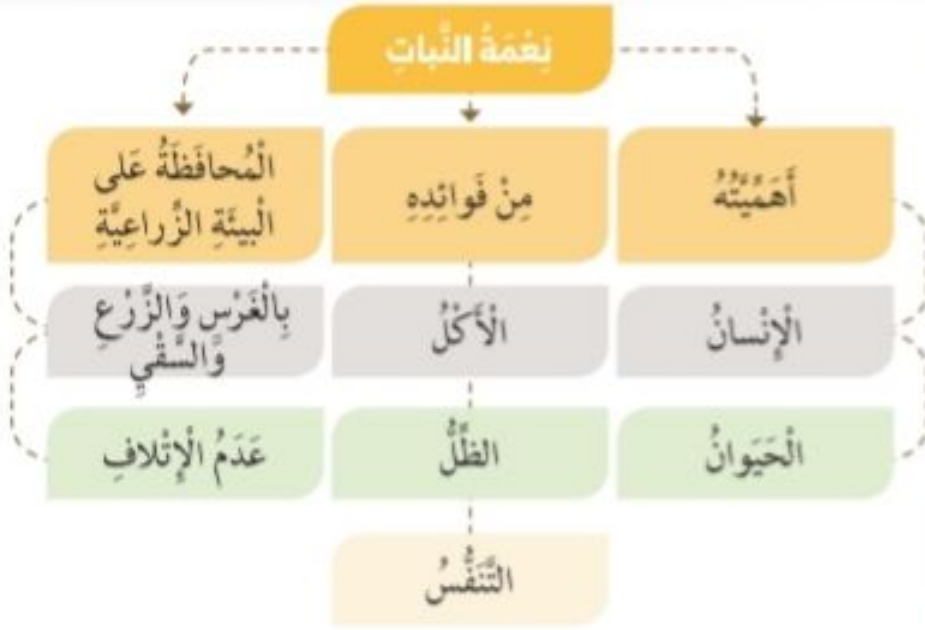 نِعْمَةُ النَّباتِ
أَهَمِّيَّتُهُ
مِنْ فَوائِدِهِ
الْمُحافَظَةُ عَلى
الْبيئَةِ الزِّراعِيَّةِ
الْإِنْسانُ
الْأَكْلُ
بِالْغَرْسِ وَالزَّرْعِ
وَالسَّقْيِ
الْحَيَوانُ
الظِّلُّ
عَدَمُ الْإِتْلافِ
التَّنَفُّسُ